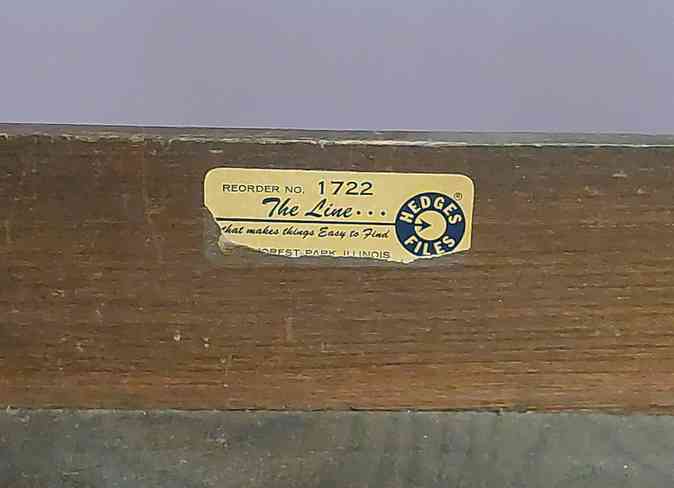 REORDER NO. 1722
The Line...
that makes things Easy to Find
FOREST PARK, ILLINOIS
HEDGES
FILES
®